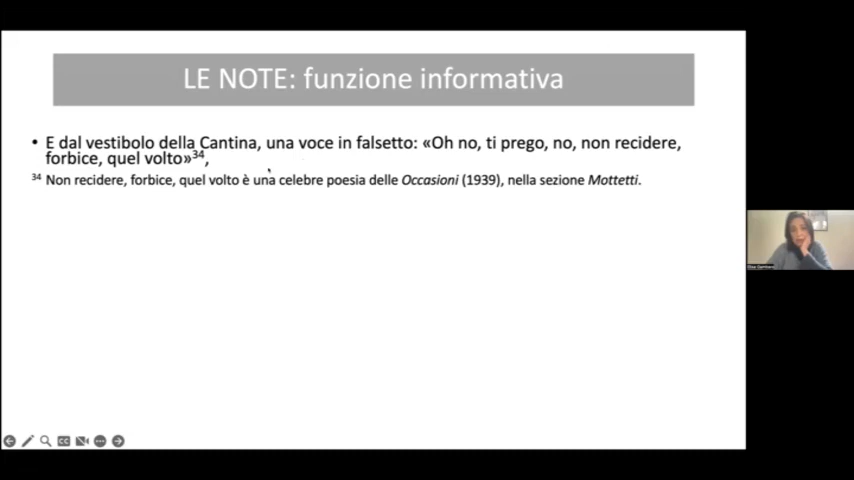 LE NOTE: funzione informativa
• E dal vestibolo della Cantina, una voce in falsetto: «Oh no, ti prego, no, non recidere,
forbice, quel volto»³⁴,
³⁴ Non recidere, forbice, quel volto è una celebre poesia delle Occasioni (1939), nella sezione Mottetti.
CC